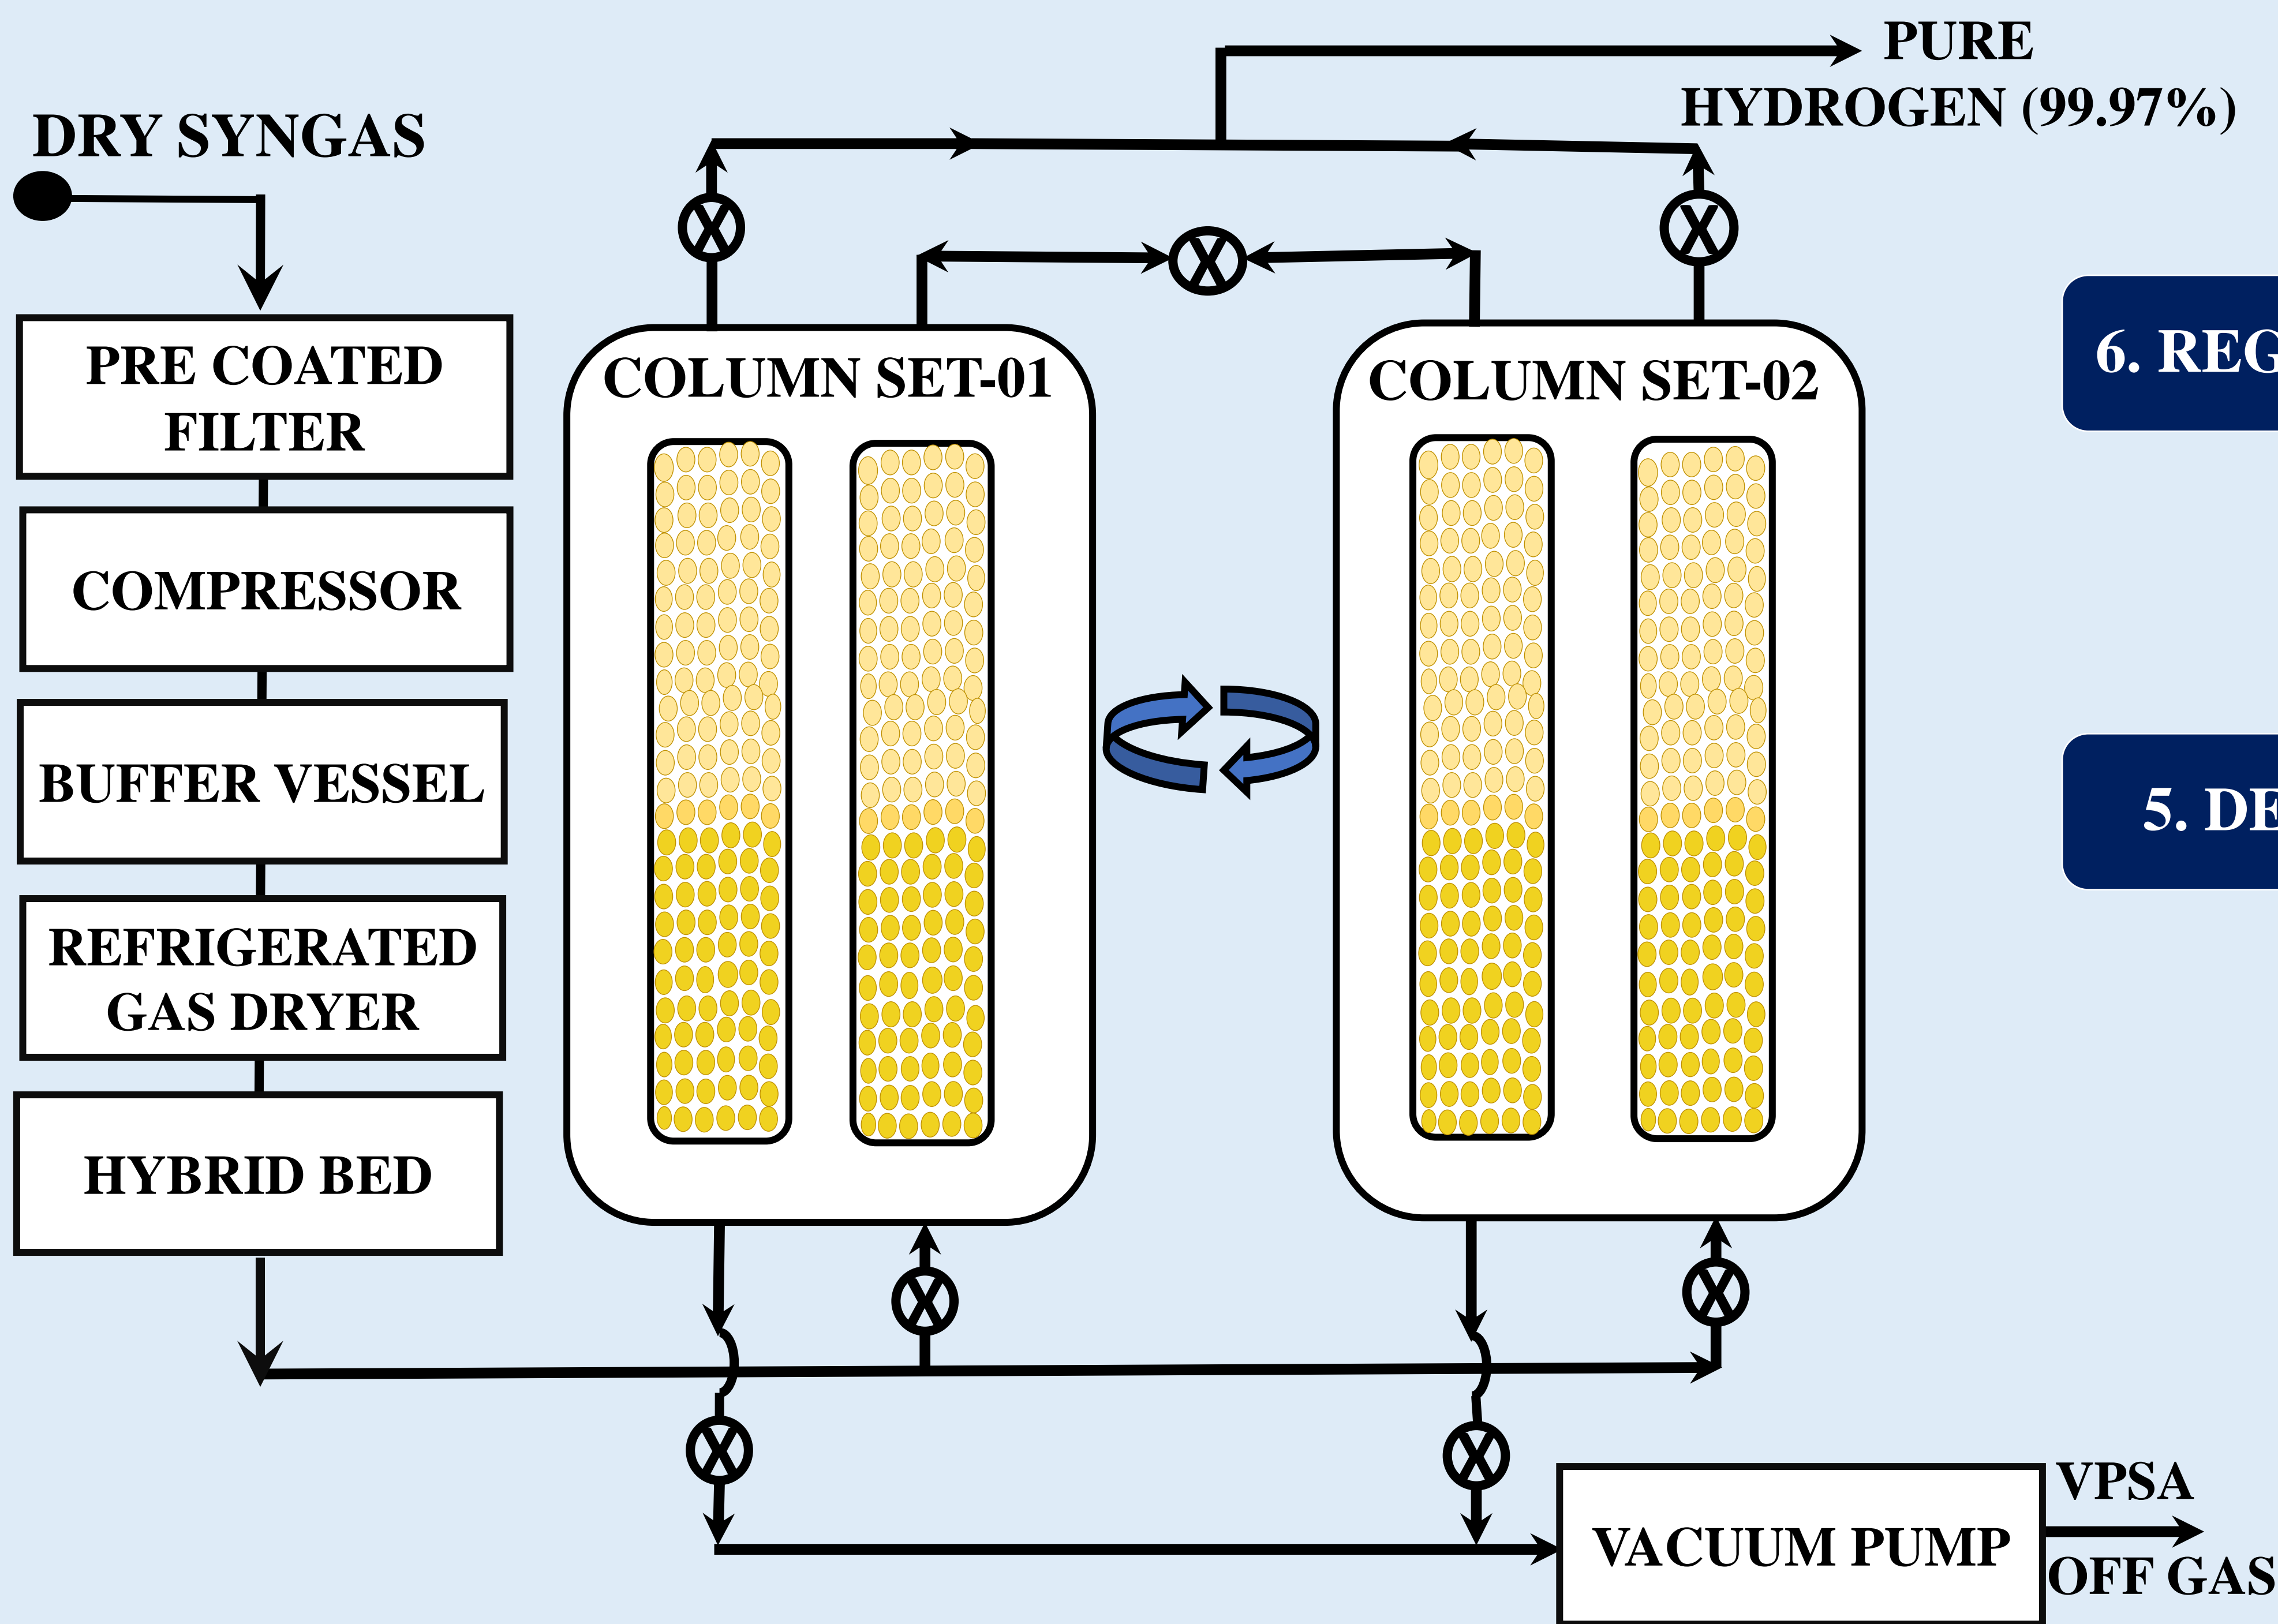 PURE
HYDROGEN (99.97%)
DRY SYNGAS
PRE COATED
FILTER
COMPRESSOR
BUFFER VESSEL
REFRIGERATED
GAS DRYER
HYBRID BED
X
X
X
COLUMN SET-01
COLUMN SET-02
X
X
X
X
VACUUM PUMP
VPSA
OFF GAS
6. REG
5. DE